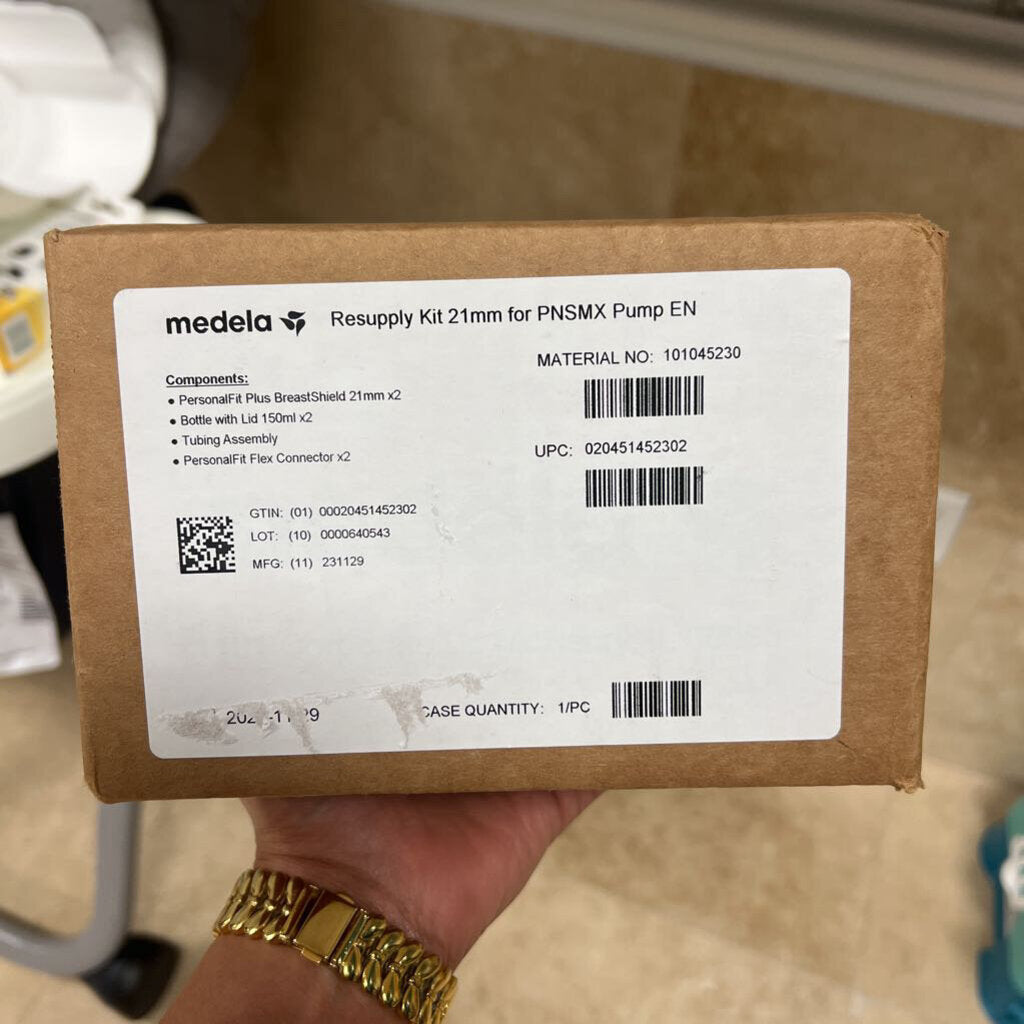 medela
Resupply Kit 21mm for PNSMX Pump EN
MATERIAL NO: 101045230
Components:
• PersonalFit Plus BreastShield 21mm x2
• Bottle with Lid 150ml x2
• Tubing Assembly
• PersonalFit Flex Connector x2
UPC: 020451452302
GTIN: (01) 00020451452302
LOT: (10) 0000640543
MFG: (11) 231129
CASE QUANTITY: 1/PC